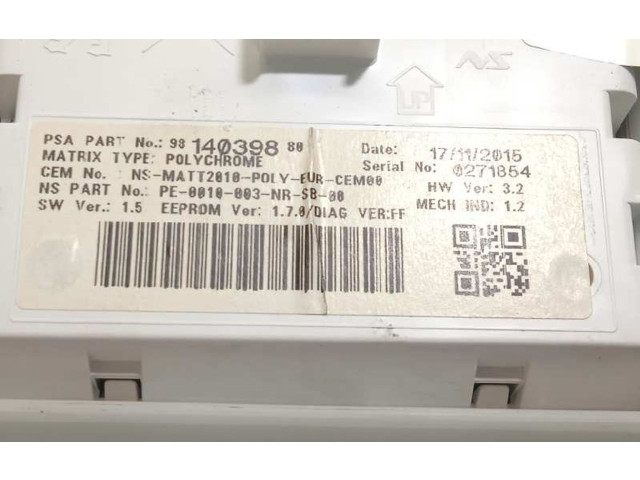 NS
UP
PSA PART No.: 98 140398 80 Date: 17/11/2015
MATRIX TYPE: POLYCHROME Serial No: 0271854
CEM No.: NS-MATT2010-POLY-EUR-CEM00 HW Ver: 3.2
NS PART No.: PE-0010-003-NR-SB-00 MECH IND: 1.2
SW Ver.: 1.5 EEPROM Ver: 1.7.0/DIAG VER:FF